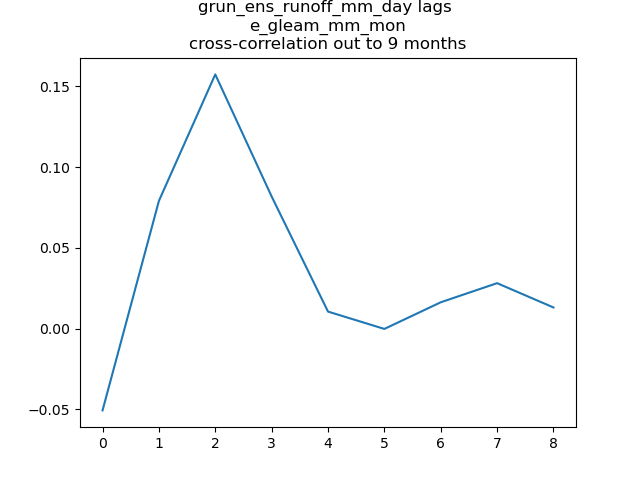 grun_ens_runoff_mm_day lags
e_gleam_mm_mon
cross-correlation out to 9 months
0.15
0.10
0.05
0.00
−0.05
0 1 2 3 4 5 6 7 8